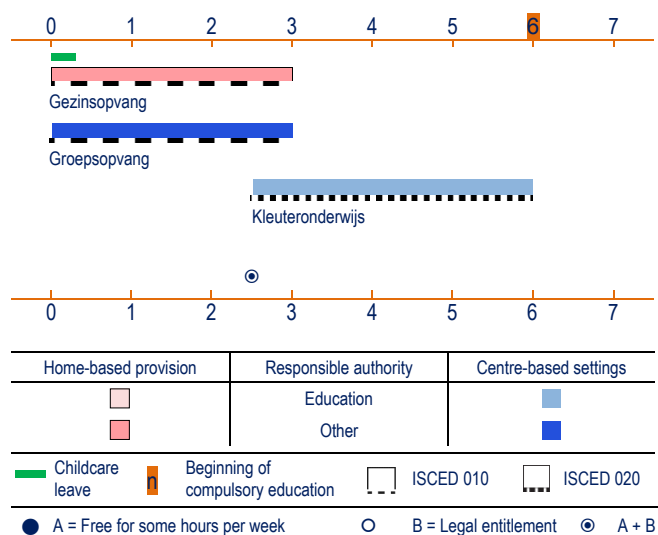 0 1 2 3 4 5 6 7
Gezinsopvang
Groepsopvang
Kleuteronderwijs
0 1 2 3 4 5 6 7
Home-based provision Responsible authority Centre-based settings
Education
Other
Childcare leave
n Beginning of compulsory education
ISCED 010
ISCED 020
A = Free for some hours per week B = Legal entitlement A + B